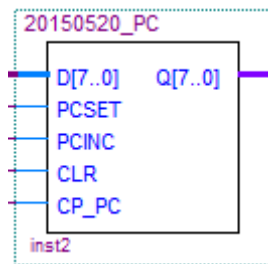 20150520_PC
D[7..0] Q[7..0]
PCSET
PCINC
CLR
CP_PC
inst2